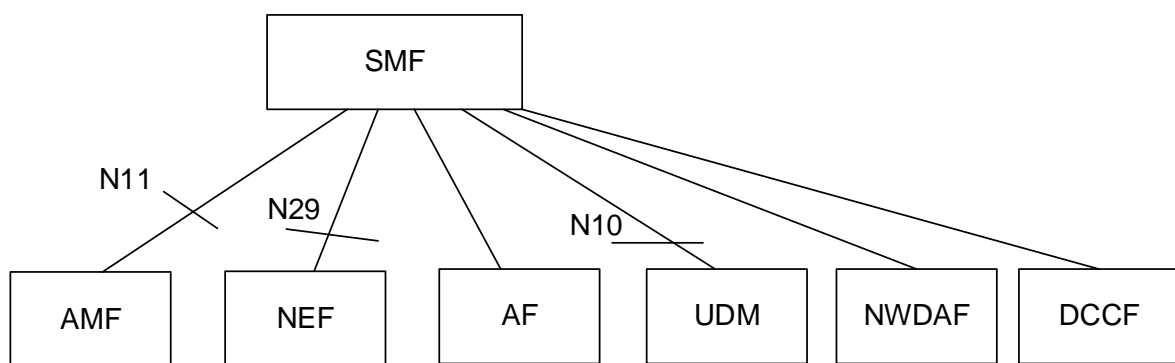 SMF
N11
N29
N10
AMF
NEF
AF
UDM
NWDAF
DCCF